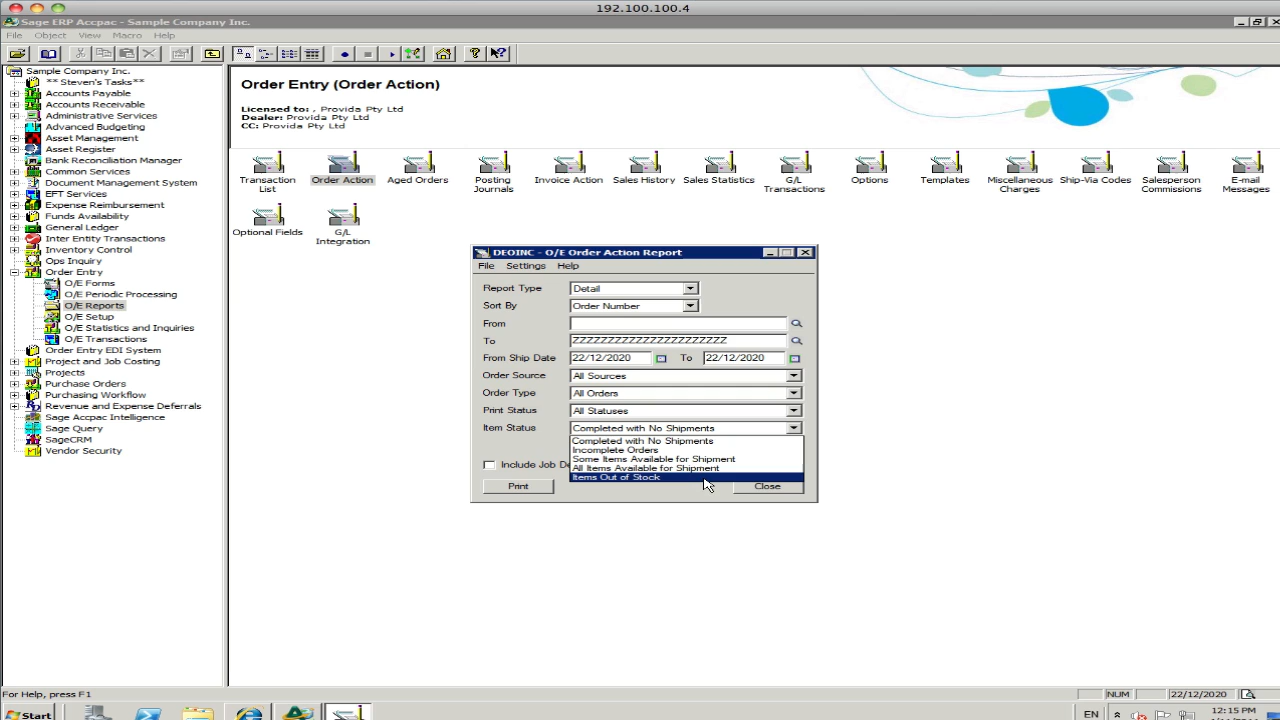 192.100.100.4
Sage ERP Accpac - Sample Company Inc.
File Object View Macro Help
Sample Company Inc.
** Steven's Tasks**
Accounts Payable
Accounts Receivable
Administrative Services
Advanced Budgeting
Asset Management
Asset Register
Bank Reconciliation Manager
Common Services
Document Management System
EFT Services
Expense Reimbursement
Funds Availability
General Ledger
Inter Entity Transactions
Inventory Control
Ops Inquiry
Order Entry
O/E Forms
O/E Periodic Processing
O/E Reports
O/E Setup
O/E Statistics and Inquiries
O/E Transactions
Order Entry EDI System
Project and Job Costing
Projects
Purchase Orders
Purchasing Workflow
Revenue and Expense Deferrals
Sage Accpac Intelligence
Sage Query
SageCRM
Vendor Security
Order Entry (Order Action)
Licensed to: , Provida Pty Ltd
Dealer: Provida Pty Ltd
CC: Provida Pty Ltd
Transaction List
Order Action
Aged Orders
Posting Journals
Invoice Action
Sales History
Sales Statistics
G/L Transactions
Options
Templates
Miscellaneous Charges
Ship-Via Codes
Salesperson Commissions
E-mail Messages
Optional Fields
G/L Integration
DEOINC - O/E Order Action Report
File Settings Help
Report Type Detail
Sort By Order Number
From
To ZZZZZZZZZZZZZZZZZZZZZZ
From Ship Date 22/12/2020 To 22/12/2020
Order Source All Sources
Order Type All Orders
Print Status All Statuses
Item Status Completed with No Shipments
Completed with No Shipments
Incomplete Orders
Some Items Available for Shipment
All Items Available for Shipment
Items Out of Stock
Include Job De
Print Close
For Help, press F1
NUM 22/12/2020
Start EN 12:15 PM